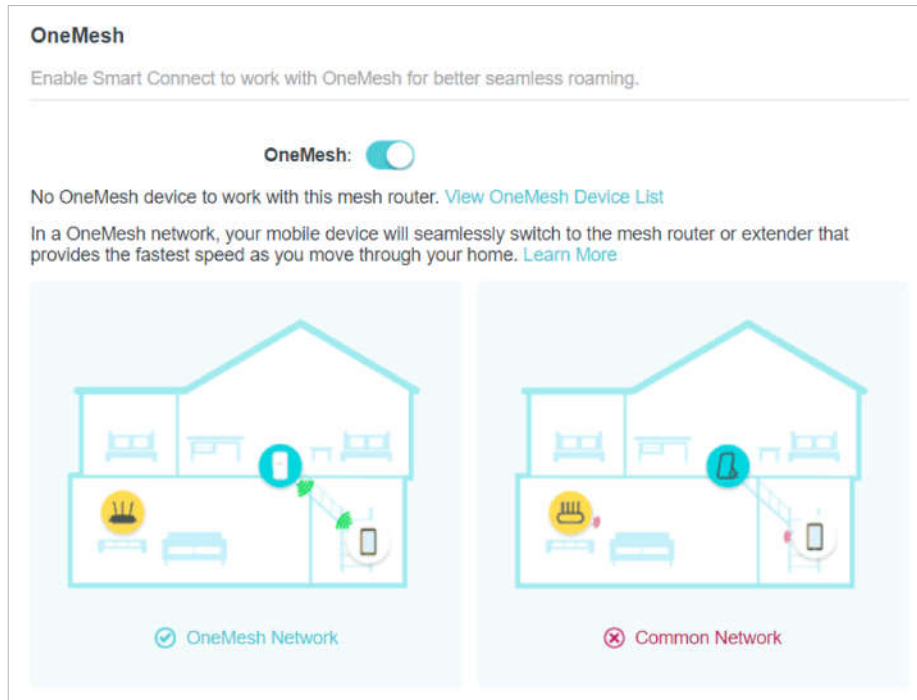 OneMesh
Enable Smart Connect to work with OneMesh for better seamless roaming.
OneMesh:
No OneMesh device to work with this mesh router. View OneMesh Device List
In a OneMesh network, your mobile device will seamlessly switch to the mesh router or extender that
provides the fastest speed as you move through your home. Learn More
OneMesh Network
Common Network